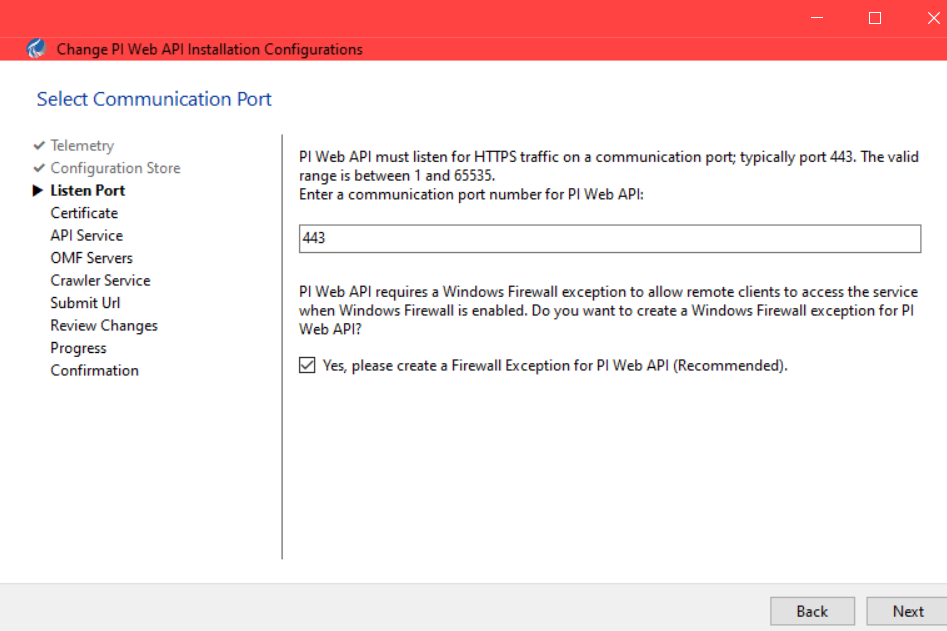 Change PI Web API Installation Configurations
Select Communication Port
Telemetry
Configuration Store
Listen Port
Certificate
API Service
OMF Servers
Crawler Service
Submit Url
Review Changes
Progress
Confirmation
PI Web API must listen for HTTPS traffic on a communication port; typically port 443. The valid
range is between 1 and 65535.
Enter a communication port number for PI Web API:
443
PI Web API requires a Windows Firewall exception to allow remote clients to access the service
when Windows Firewall is enabled. Do you want to create a Windows Firewall exception for PI
Web API?
Yes, please create a Firewall Exception for PI Web API (Recommended).
Back
Next